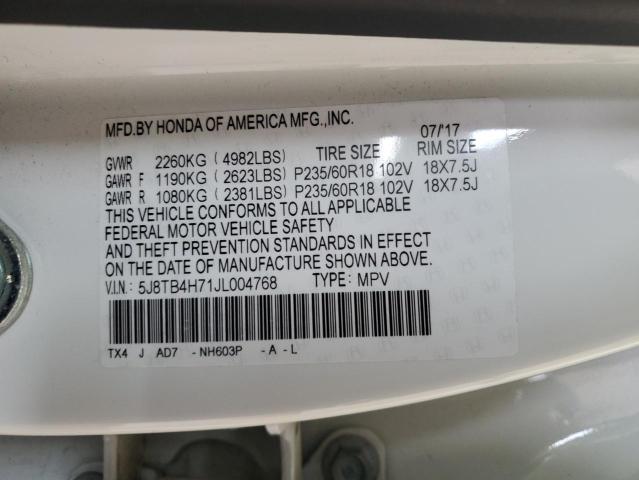 MFD.BY HONDA OF AMERICA MFG.,INC. 07/'17
GVWR 2260KG (4982LBS) TIRE SIZE RIM SIZE
GAWR F 1190KG (2623LBS) P235/60R18 102V 18X7.5J
GAWR R 1080KG (2381LBS) P235/60R18 102V 18X7.5J
THIS VEHICLE CONFORMS TO ALL APPLICABLE
FEDERAL MOTOR VEHICLE SAFETY
AND THEFT PREVENTION STANDARDS IN EFFECT
ON THE DATE OF MANUFACTURE SHOWN ABOVE.
V.I.N.: 5J8TB4H71JL004768 TYPE: MPV
TX4 J AD7 -NH603P -A-L